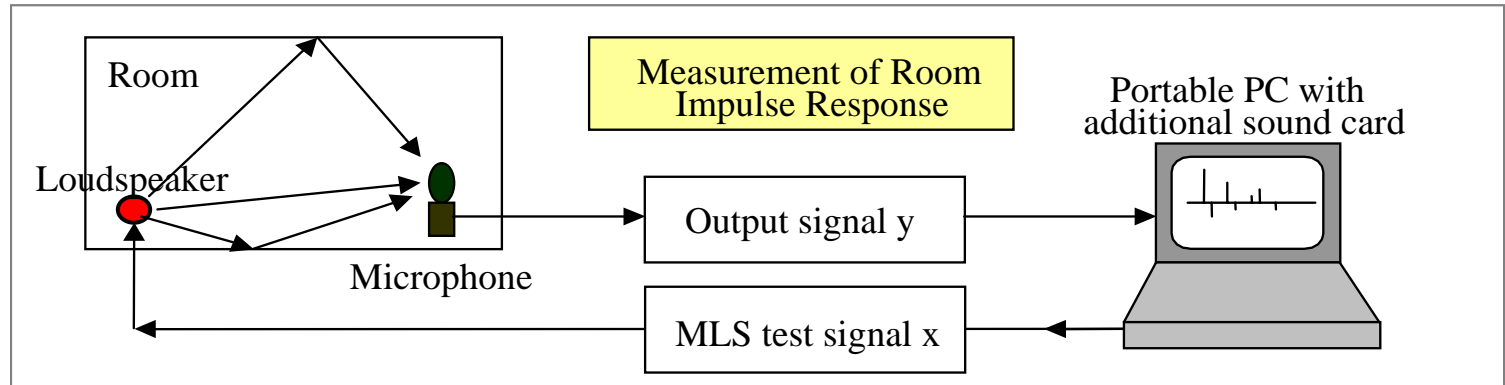 Room
Measurement of Room
Impulse Response
Portable PC with
additional sound card
Loudspeaker
Output signal y
Microphone
MLS test signal x